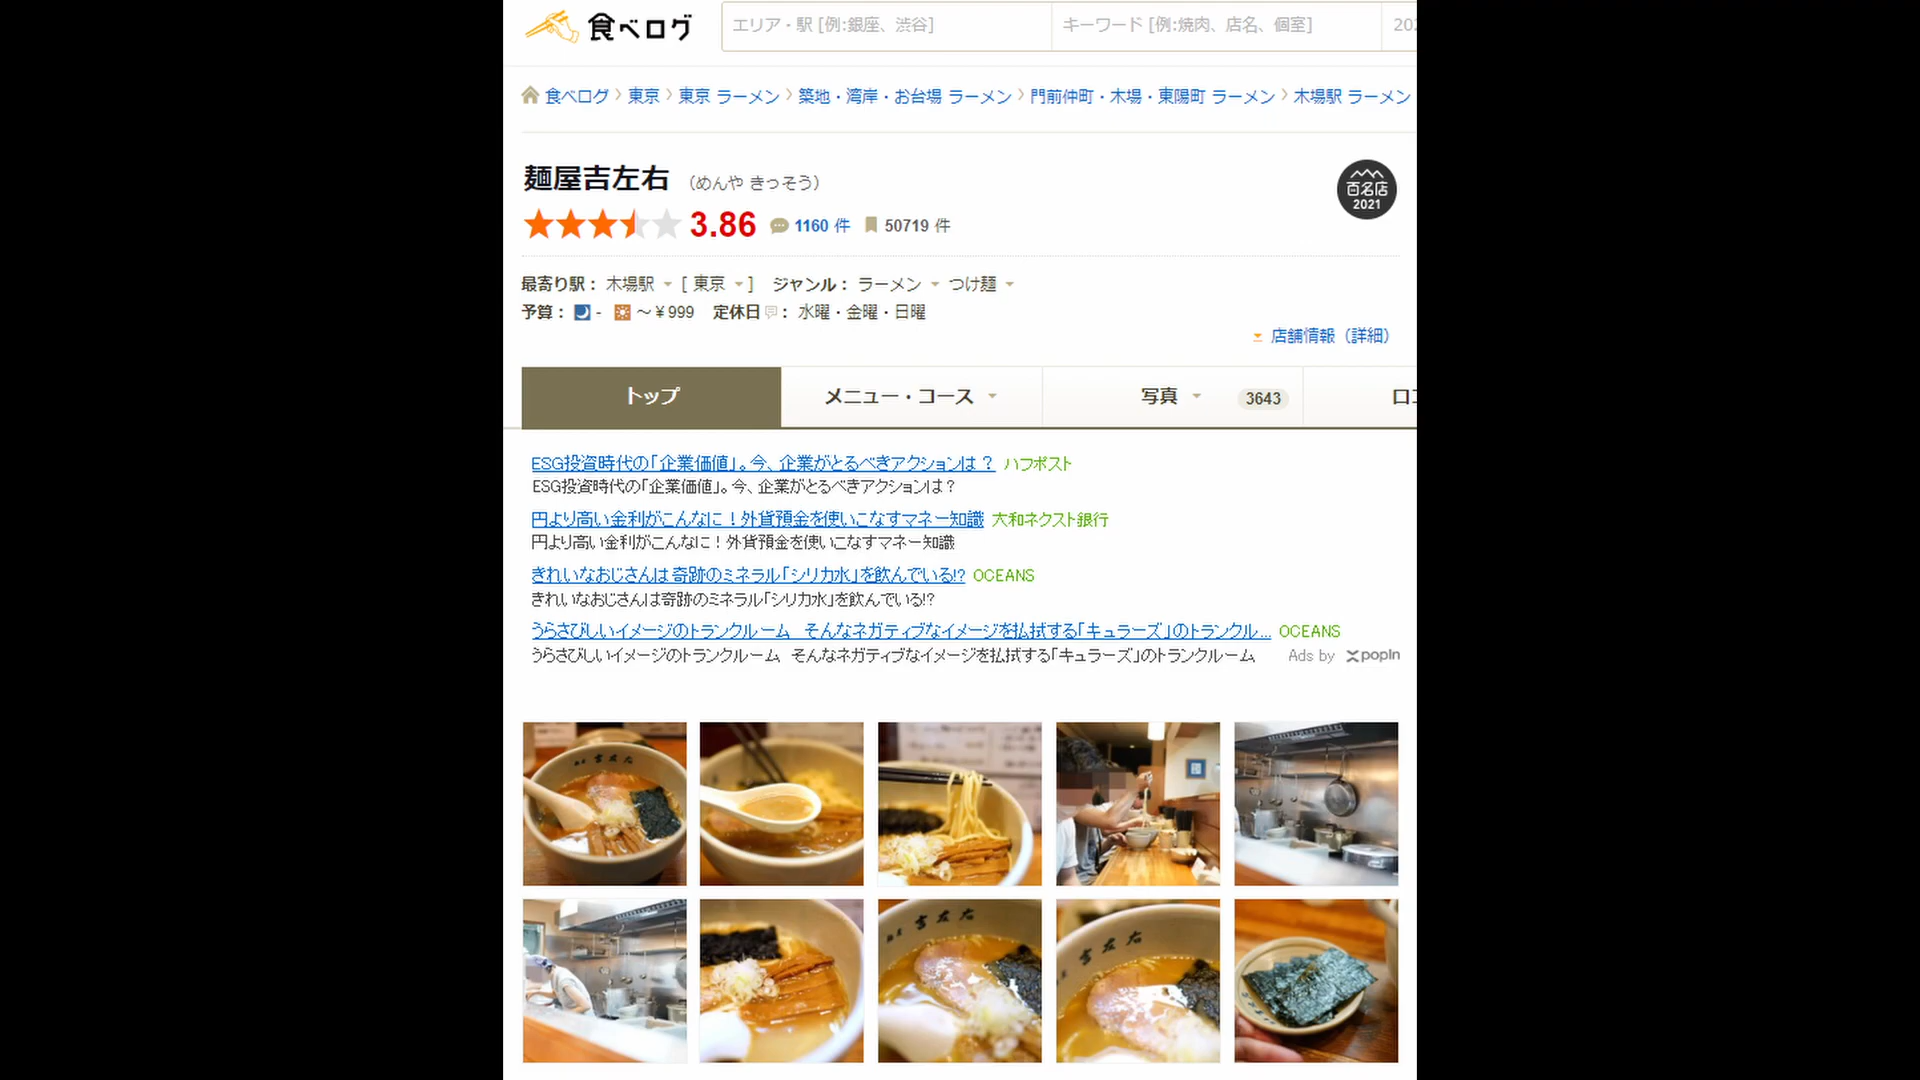 食べログ
エリア・駅 [例:銀座、渋谷]
キーワード [例:焼肉、店名、個室]
食べログ > 東京 > 東京 ラーメン > 築地・湾岸・お台場 ラーメン > 門前仲町・木場・東陽町 ラーメン > 木場駅 ラーメン
麺屋吉左右 （めんや きっそう）
百名店
2021
3.86 1160 件 50719 件
最寄り駅： 木場駅 [ 東京 ] ジャンル： ラーメン つけ麺
予算： - ～￥999 定休日 ： 水曜・金曜・日曜
店舗情報（詳細）
トップ メニュー・コース 写真 3643
ESG投資時代の「企業価値」。今、企業がとるべきアクションは？ ハフポスト
ESG投資時代の「企業価値」。今、企業がとるべきアクションは？
円より高い金利がこんなに！外貨預金を使いこなすマネー知識 大和ネクスト銀行
円より高い金利がこんなに！外貨預金を使いこなすマネー知識
きれいなおじさんは奇跡のミネラル「シリカ水」を飲んでいる!? OCEANS
きれいなおじさんは奇跡のミネラル「シリカ水」を飲んでいる!?
うらさびしいイメージのトランクルーム　そんなネガティブなイメージを払拭する「キュラーズ」のトランクル... OCEANS
うらさびしいイメージのトランクルーム　そんなネガティブなイメージを払拭する「キュラーズ」のトランクルーム Ads by popIn
吉左右
吉左右
吉左右